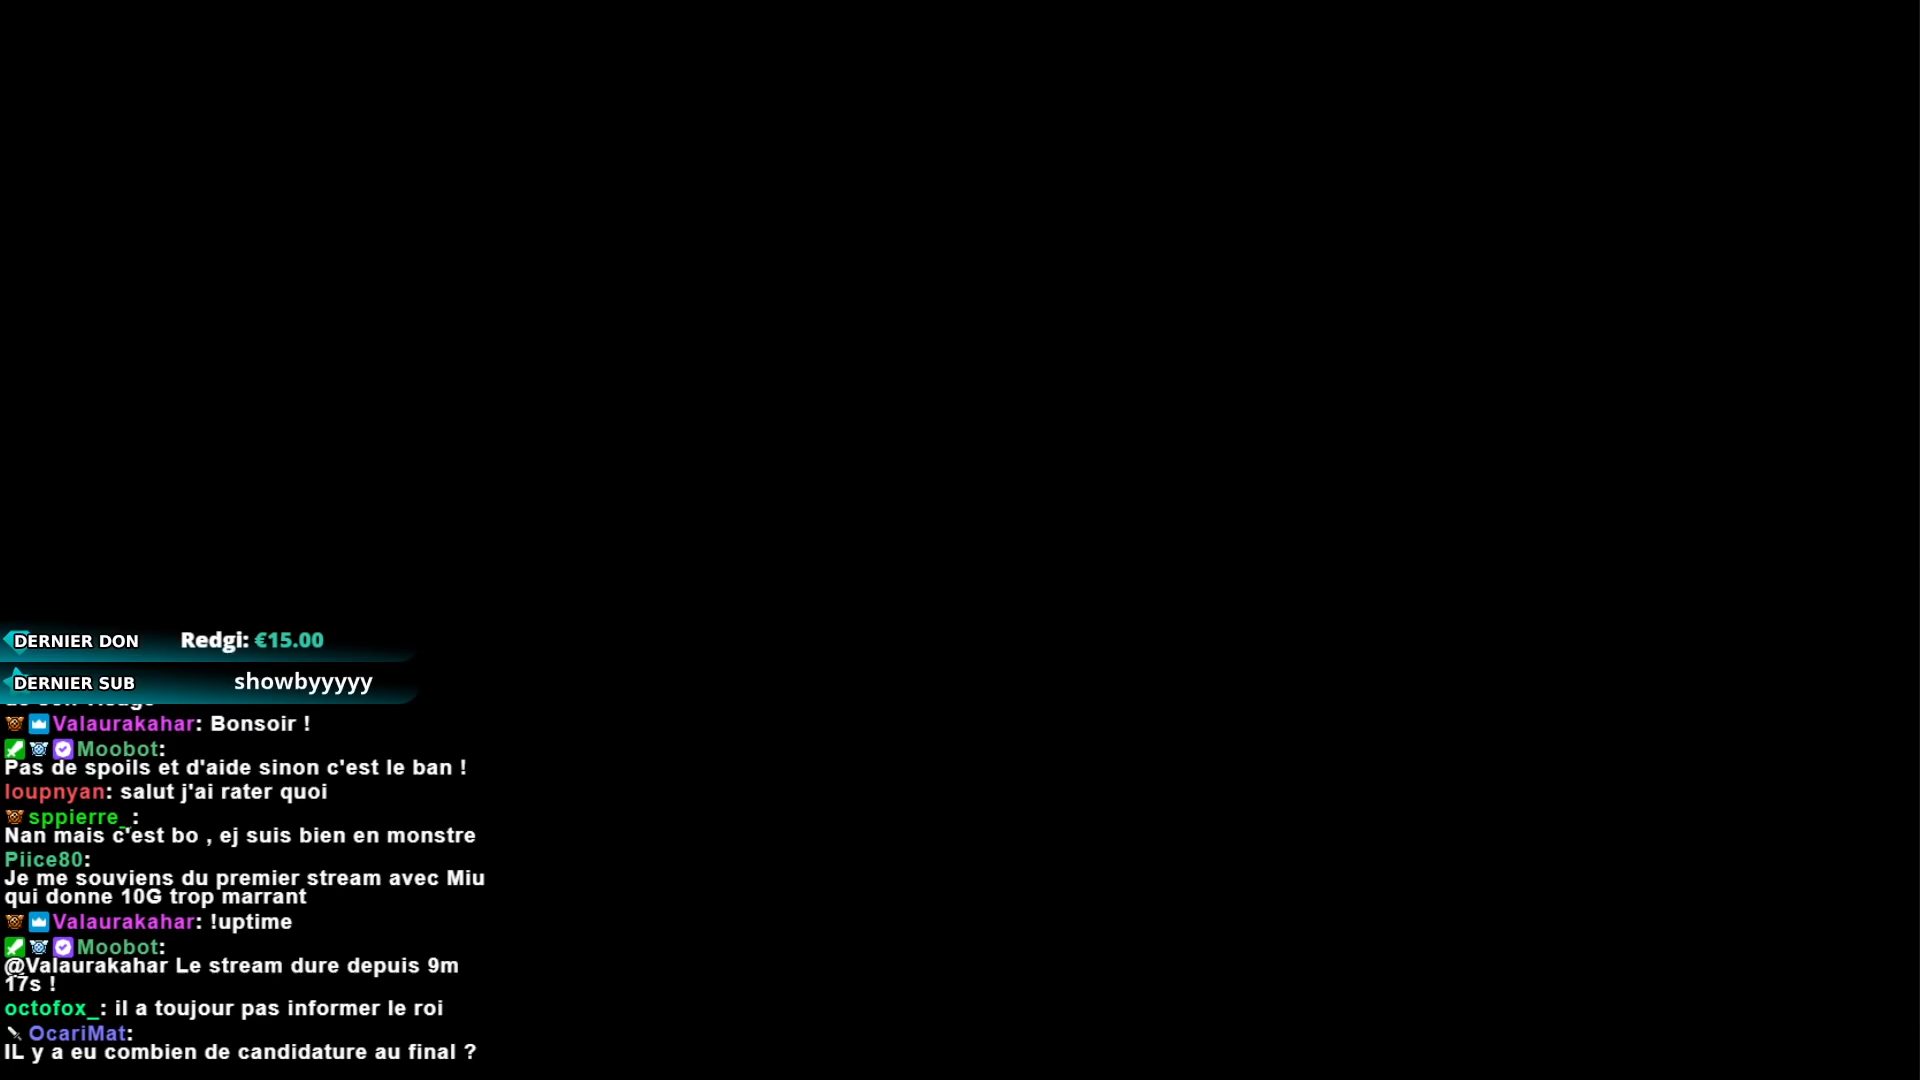 DERNIER DON Redgi: €15.00
DERNIER SUB showbyyyyy
Valaurakahar: Bonsoir !
Moobot:
Pas de spoils et d'aide sinon c'est le ban !
loupnyan: salut j'ai rater quoi
sppierre_:
Nan mais c'est bo , ej suis bien en monstre
Piice80:
Je me souviens du premier stream avec Miu
qui donne 10G trop marrant
Valaurakahar: !uptime
Moobot:
@Valaurakahar Le stream dure depuis 9m
17s !
octofox_: il a toujour pas informer le roi
OcariMat:
IL y a eu combien de candidature au final ?